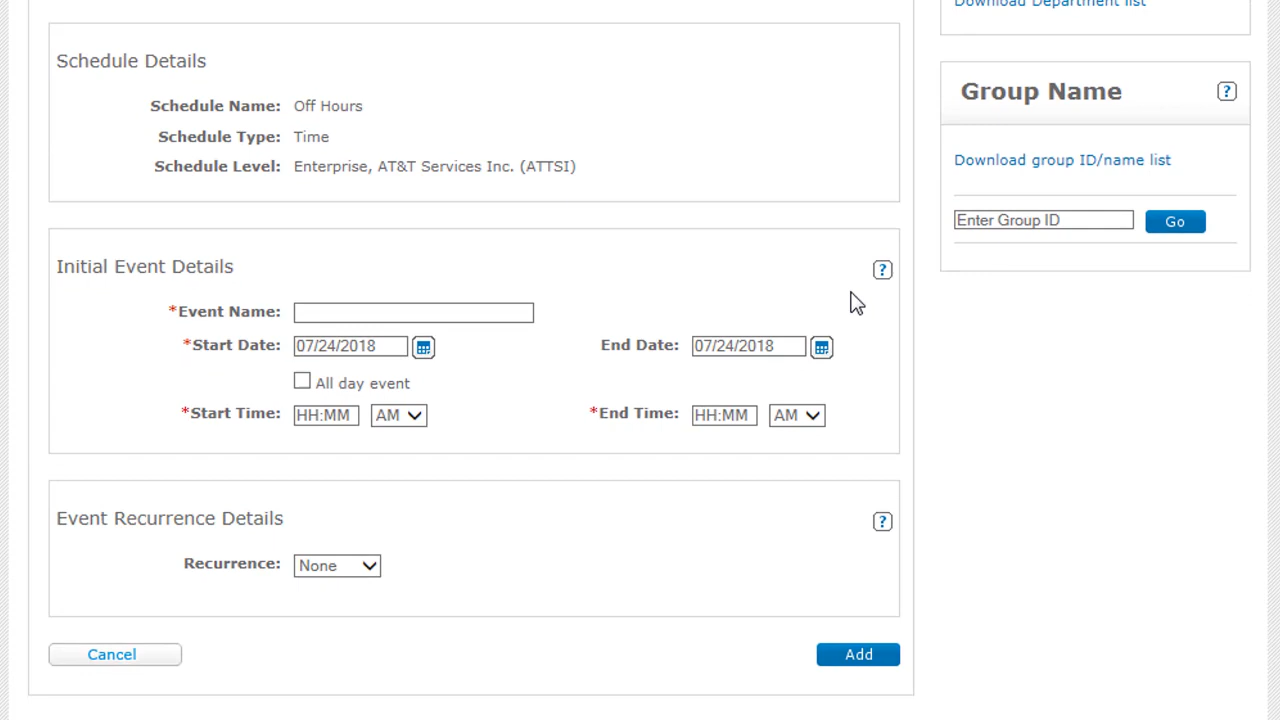 Download Department list
Schedule Details
Schedule Name: Off Hours
Schedule Type: Time
Schedule Level: Enterprise, AT&T Services Inc. (ATTSI)
Initial Event Details
?
*Event Name:
*Start Date: 07/24/2018
End Date: 07/24/2018
All day event
*Start Time: HH:MM AM
*End Time: HH:MM AM
Event Recurrence Details
?
Recurrence: None
Cancel
Add
Group Name
?
Download group ID/name list
Enter Group ID
Go